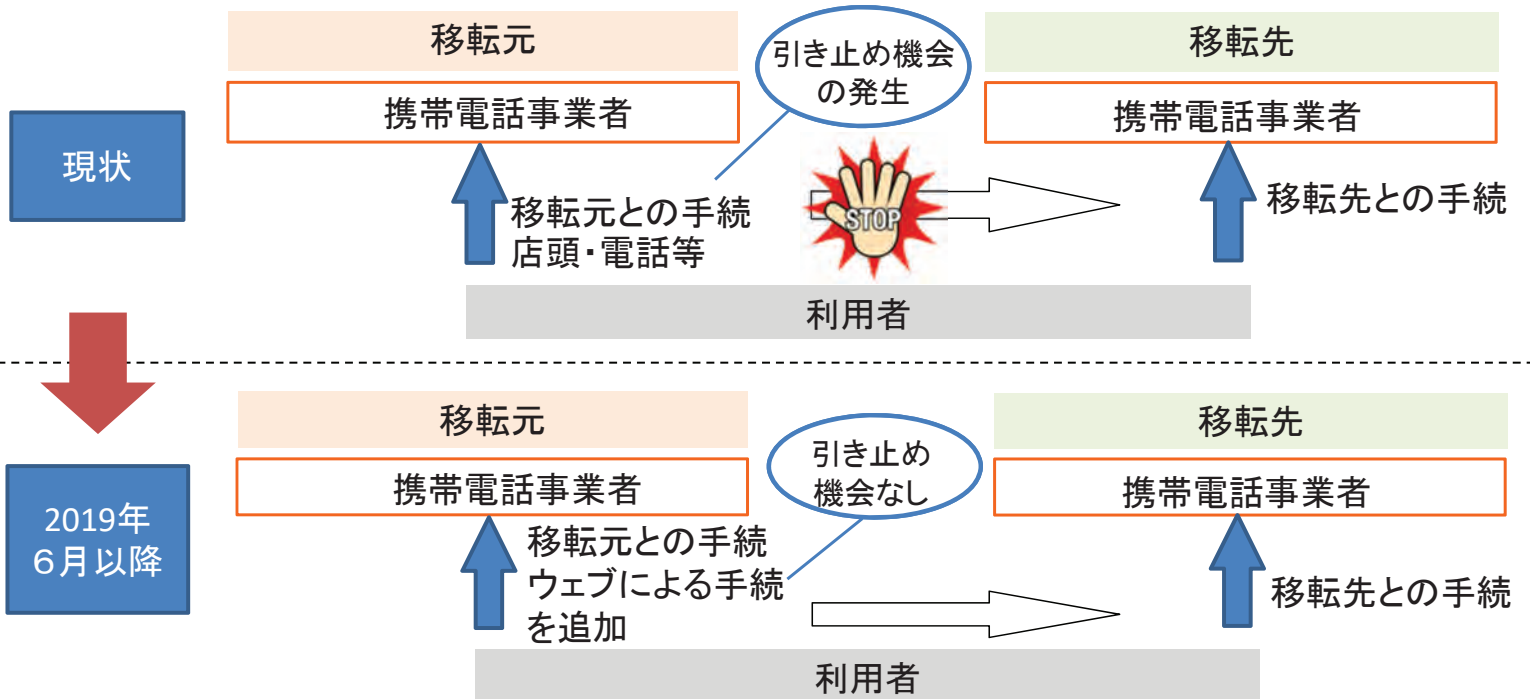 現状
移転元
携帯電話事業者
移転元との手続
店頭・電話等
引き止め機会
の発生
STOP
移転先
携帯電話事業者
移転先との手続
利用者
2019年
６月以降
移転元
携帯電話事業者
移転元との手続
ウェブによる手続
を追加
引き止め
機会なし
移転先
携帯電話事業者
移転先との手続
利用者